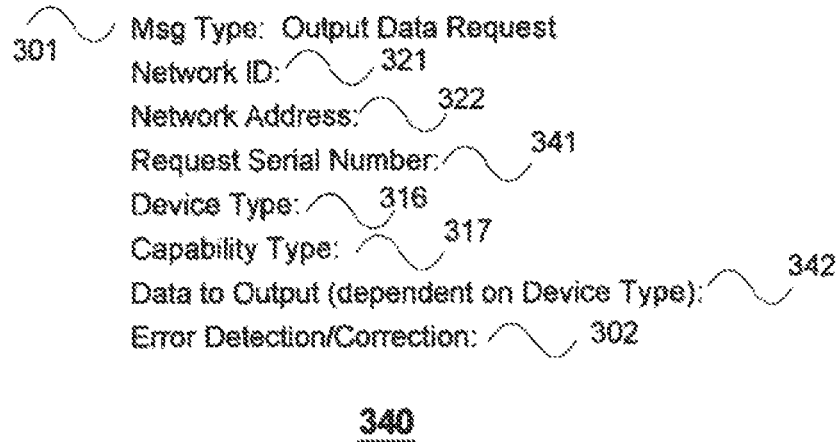 301 Msg Type: Output Data Request
Network ID: 321
Network Address: 322
Request Serial Number: 341
Device Type: 316
Capability Type: 317
Data to Output (dependent on Device Type): 342
Error Detection/Correction: 302
340